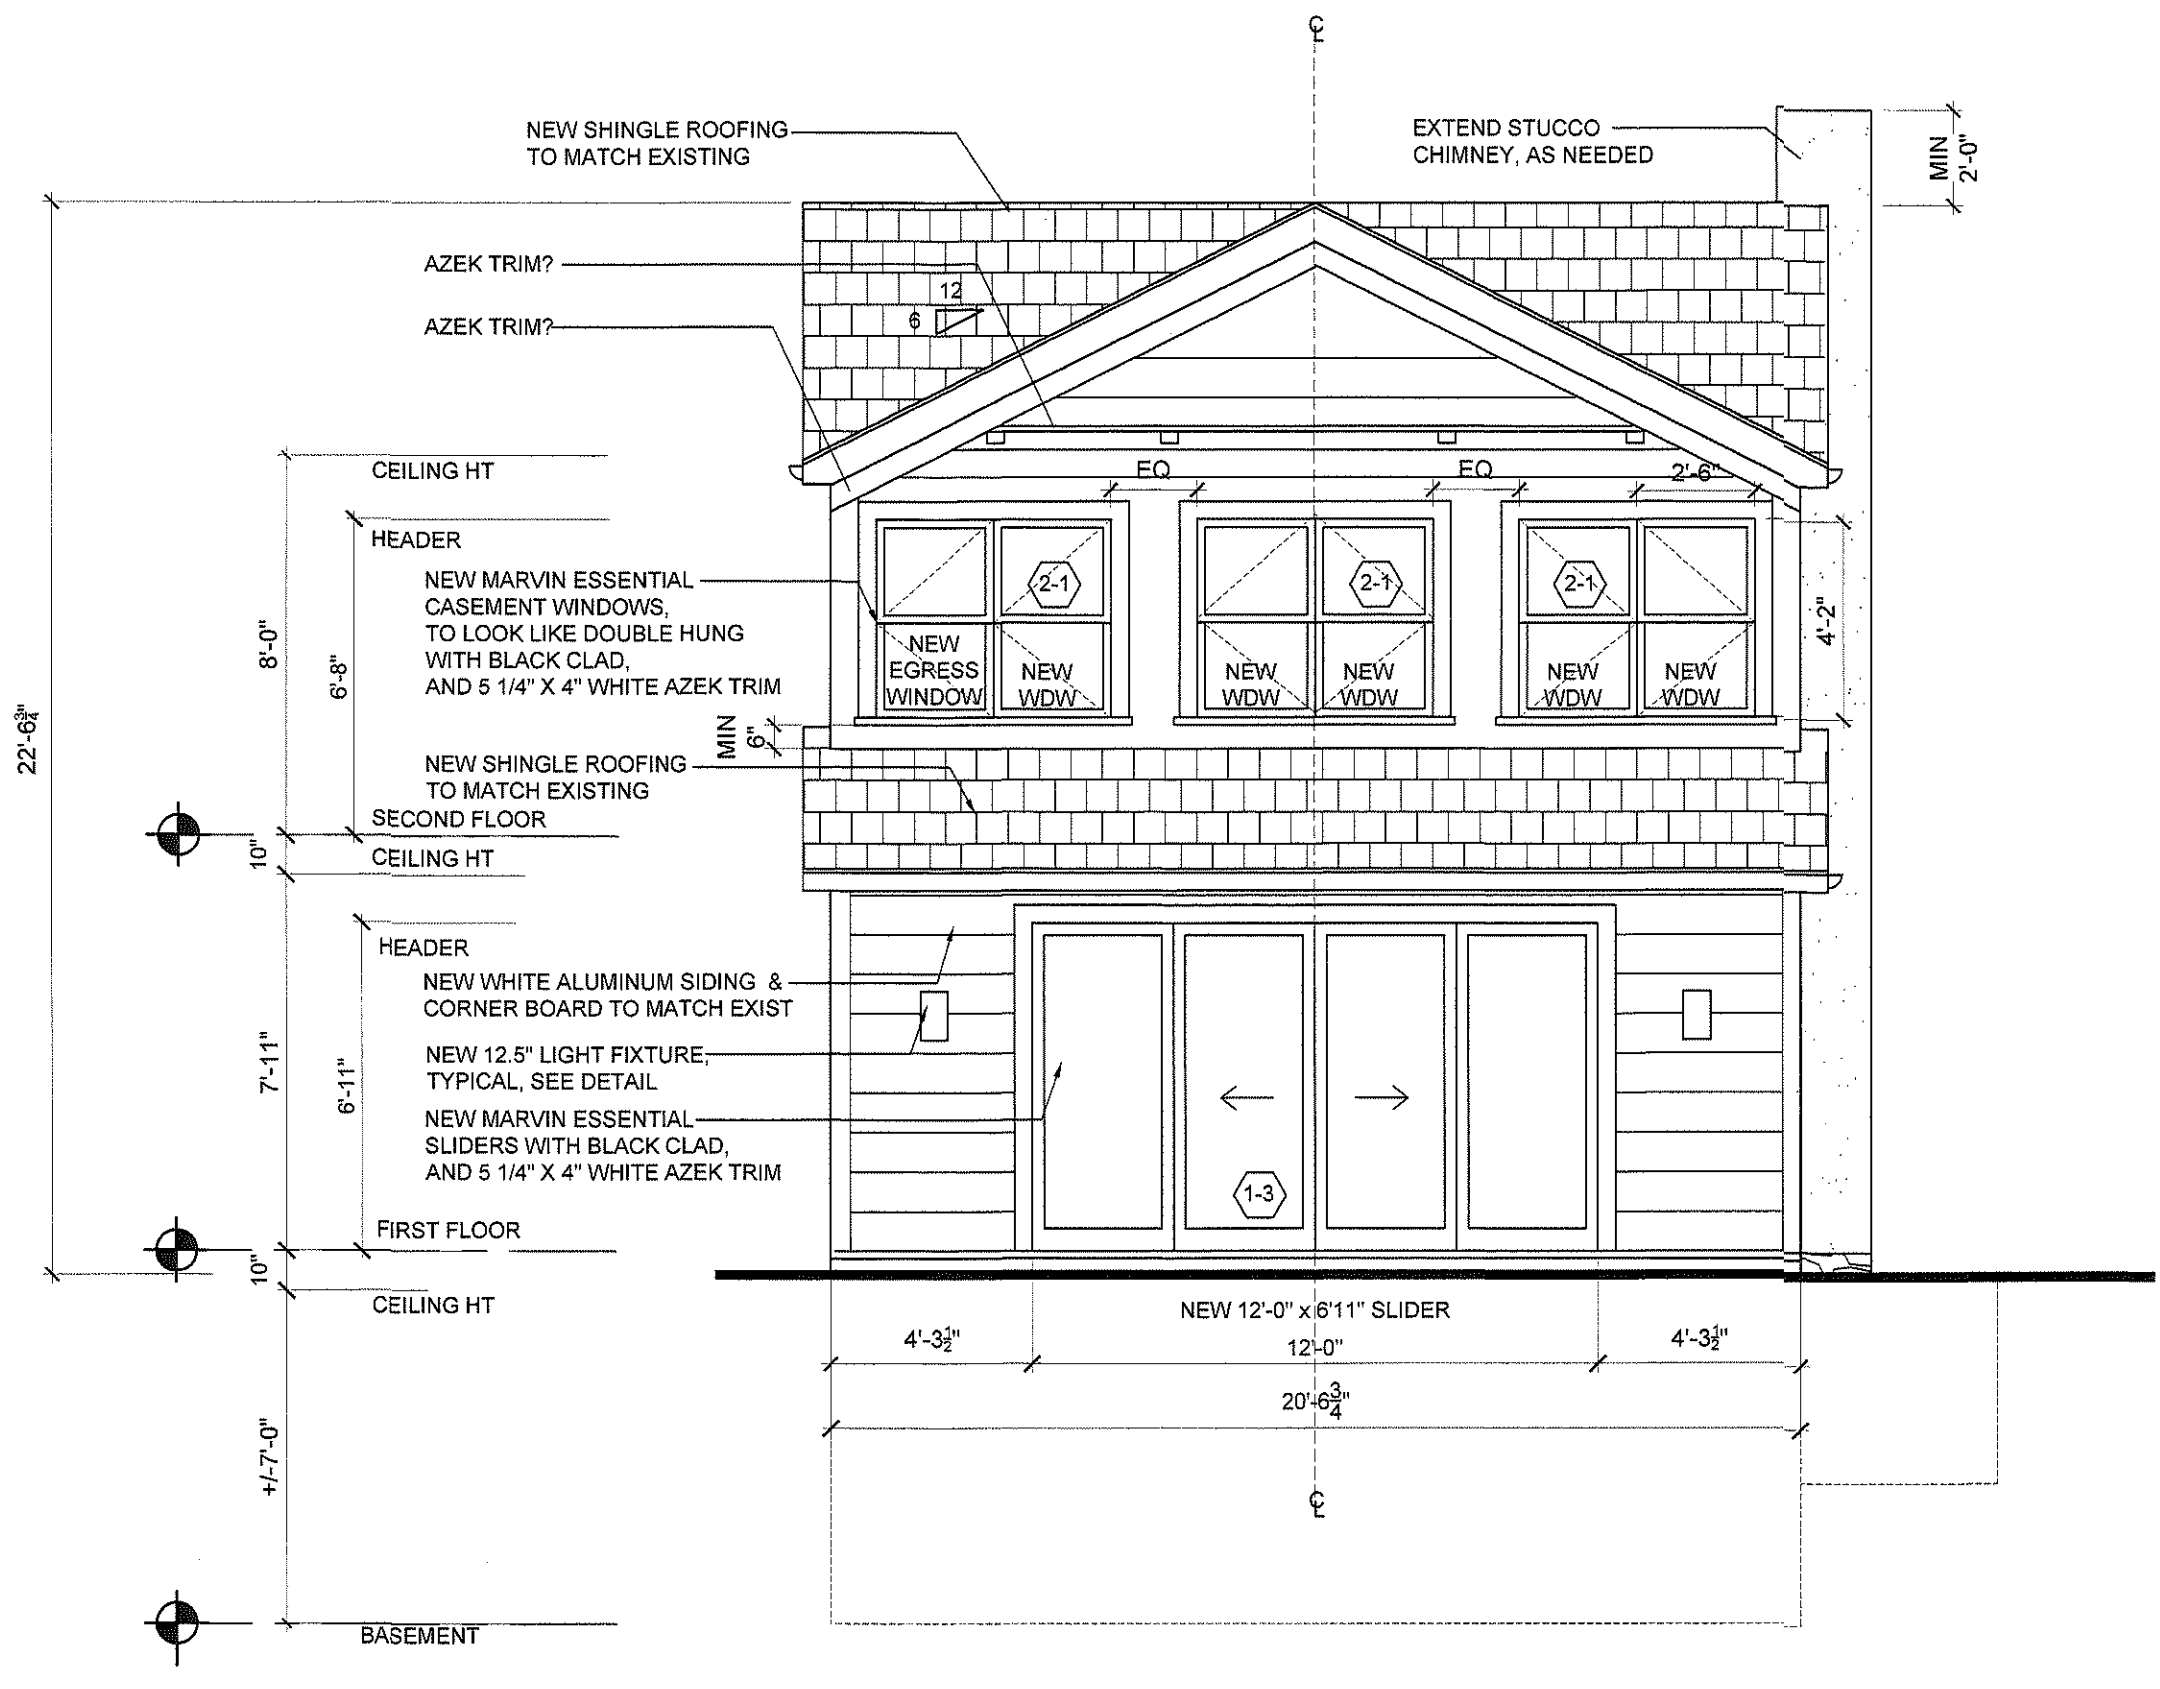 ℄
NEW SHINGLE ROOFING
TO MATCH EXISTING
EXTEND STUCCO
CHIMNEY, AS NEEDED
MIN
2'-0"
AZEK TRIM?
12
6
AZEK TRIM?
CEILING HT
EQ
EQ
2'-6"
HEADER
NEW MARVIN ESSENTIAL
CASEMENT WINDOWS,
TO LOOK LIKE DOUBLE HUNG
WITH BLACK CLAD,
AND 5 1/4" X 4" WHITE AZEK TRIM
2-1
2-1
2-1
NEW
EGRESS
WINDOW
NEW
WDW
NEW
WDW
NEW
WDW
NEW
WDW
NEW
WDW
4'-2"
8'-0"
6'-8"
22'-6¾"
MIN
6"
NEW SHINGLE ROOFING
TO MATCH EXISTING
SECOND FLOOR
10"
CEILING HT
HEADER
NEW WHITE ALUMINUM SIDING &
CORNER BOARD TO MATCH EXIST
NEW 12.5" LIGHT FIXTURE,
TYPICAL, SEE DETAIL
7'-11"
6'-11"
NEW MARVIN ESSENTIAL
SLIDERS WITH BLACK CLAD,
AND 5 1/4" X 4" WHITE AZEK TRIM
1-3
FIRST FLOOR
10"
CEILING HT
NEW 12'-0" x 6'11" SLIDER
4'-3½"
12'-0"
4'-3½"
20'-6¾"
+/-7'-0"
℄
BASEMENT